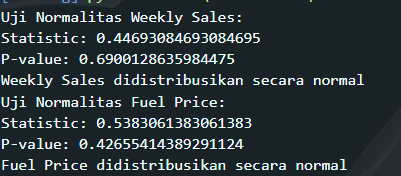 Uji Normalitas Weekly Sales:
Statistic: 0.44693084693084695
P-value: 0.6900128635984475
Weekly Sales didistribusikan secara normal
Uji Normalitas Fuel Price:
Statistic: 0.5383061383061383
P-value: 0.42655414389291124
Fuel Price didistribusikan secara normal